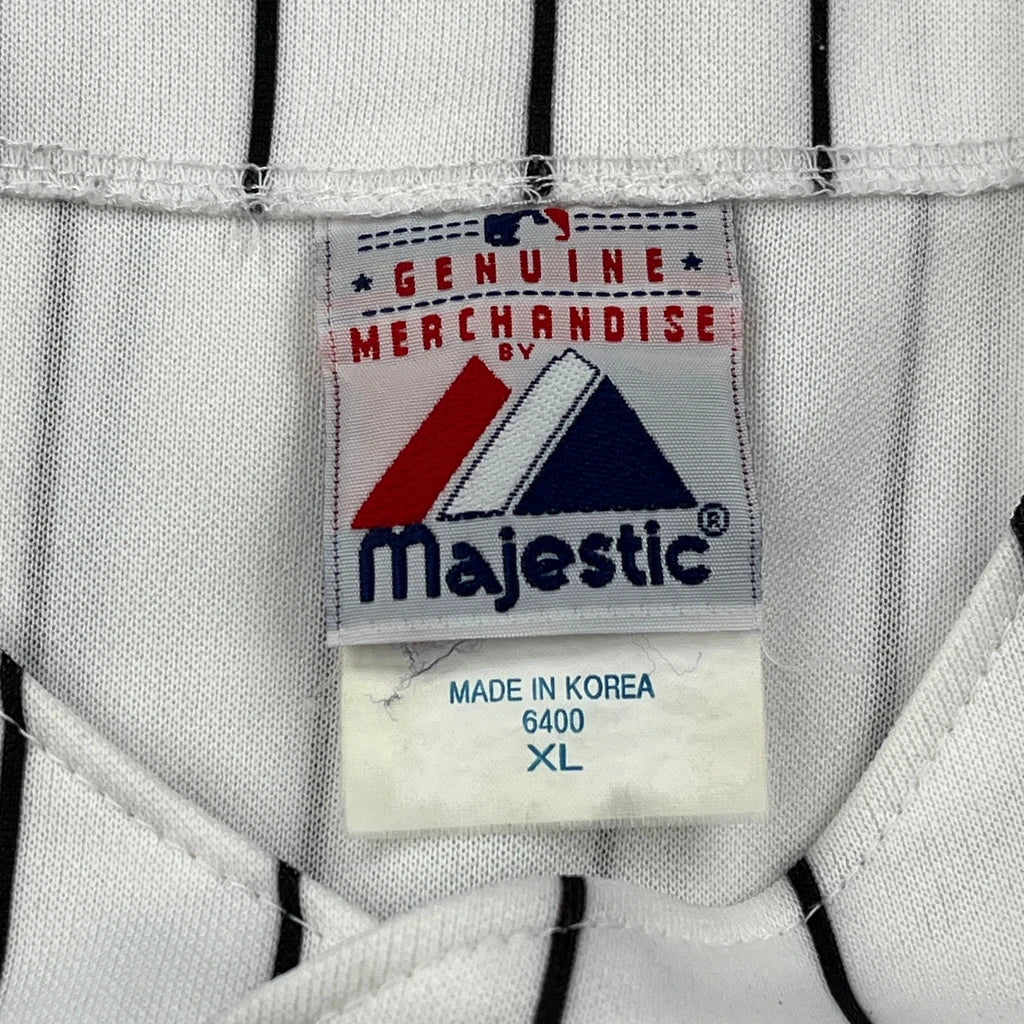 GENUINE
MERCHANDISE
BY
Majestic®
MADE IN KOREA
6400
XL